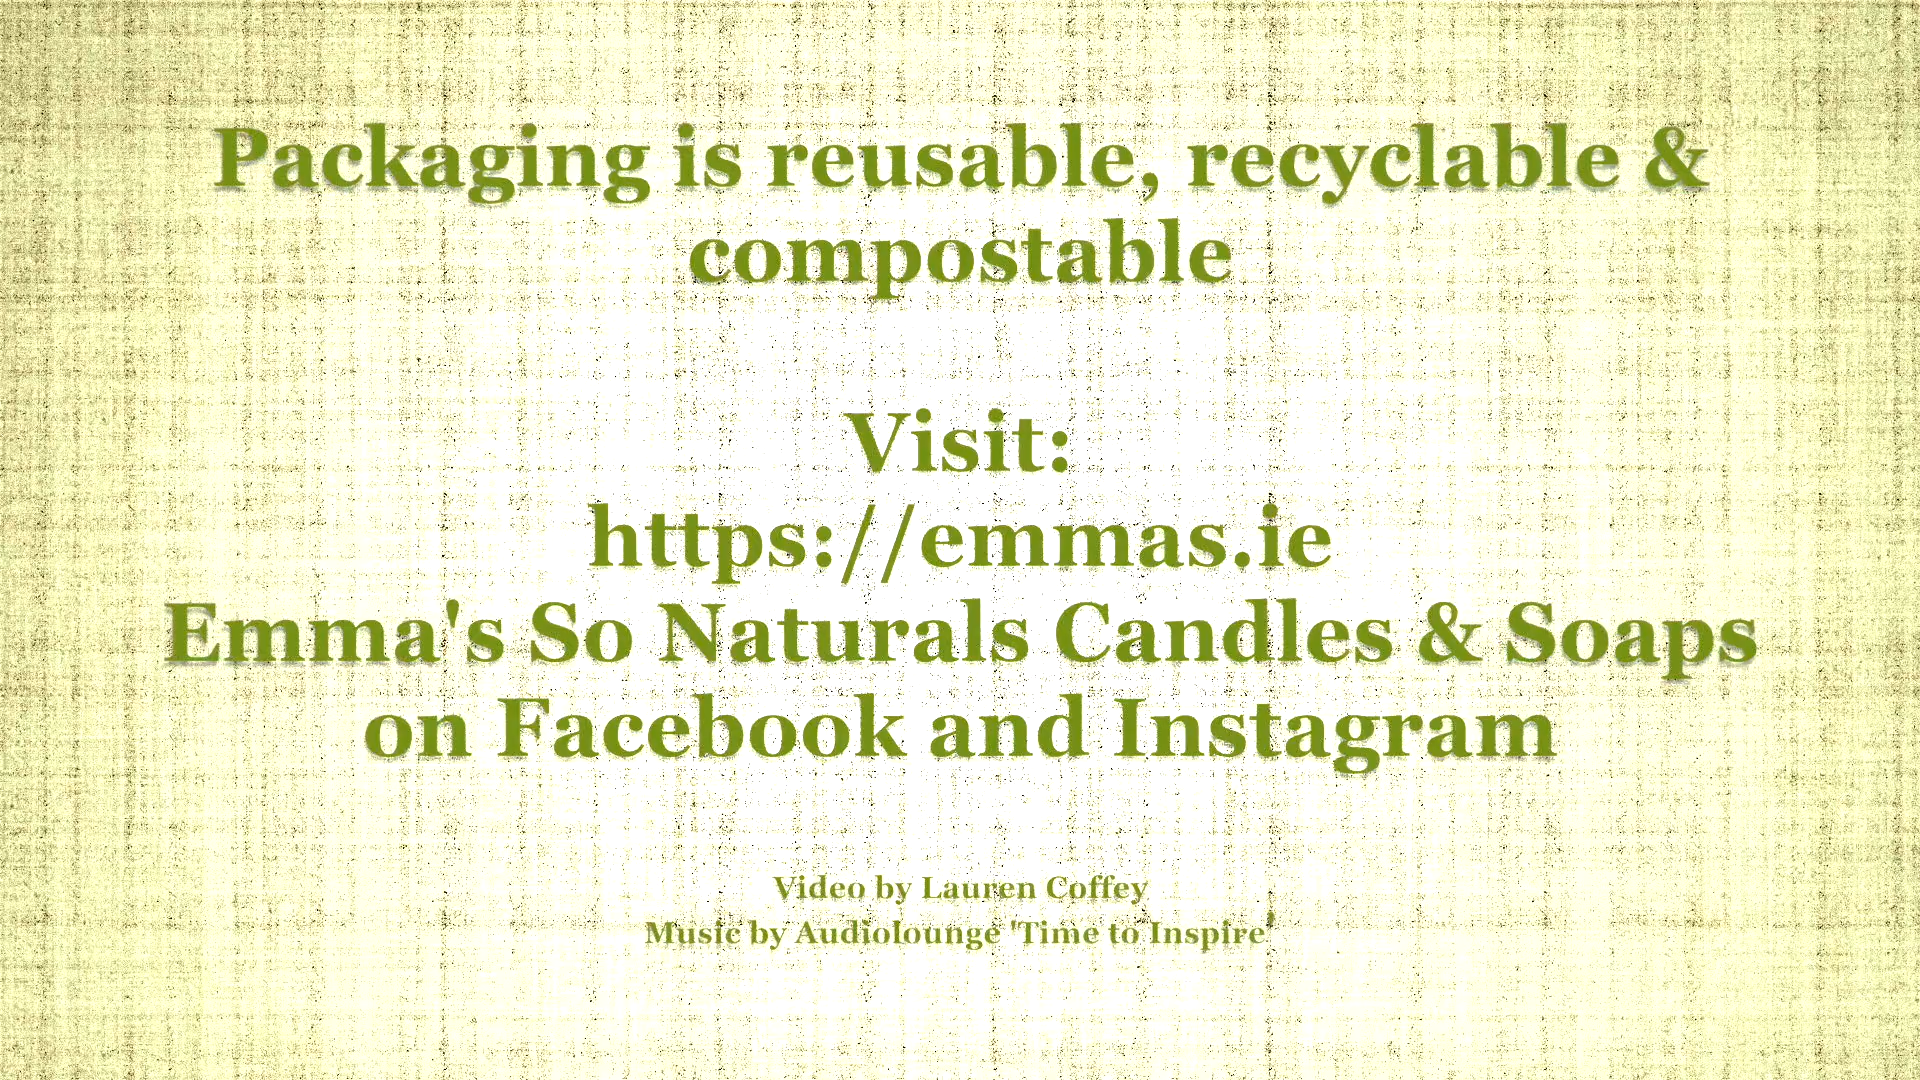 Packaging is reusable, recyclable &
compostable
Visit:
https://emmas.ie
Emma's So Naturals Candles & Soaps
on Facebook and Instagram
Video by Lauren Coffey
Music by Audiolounge 'Time to Inspire'